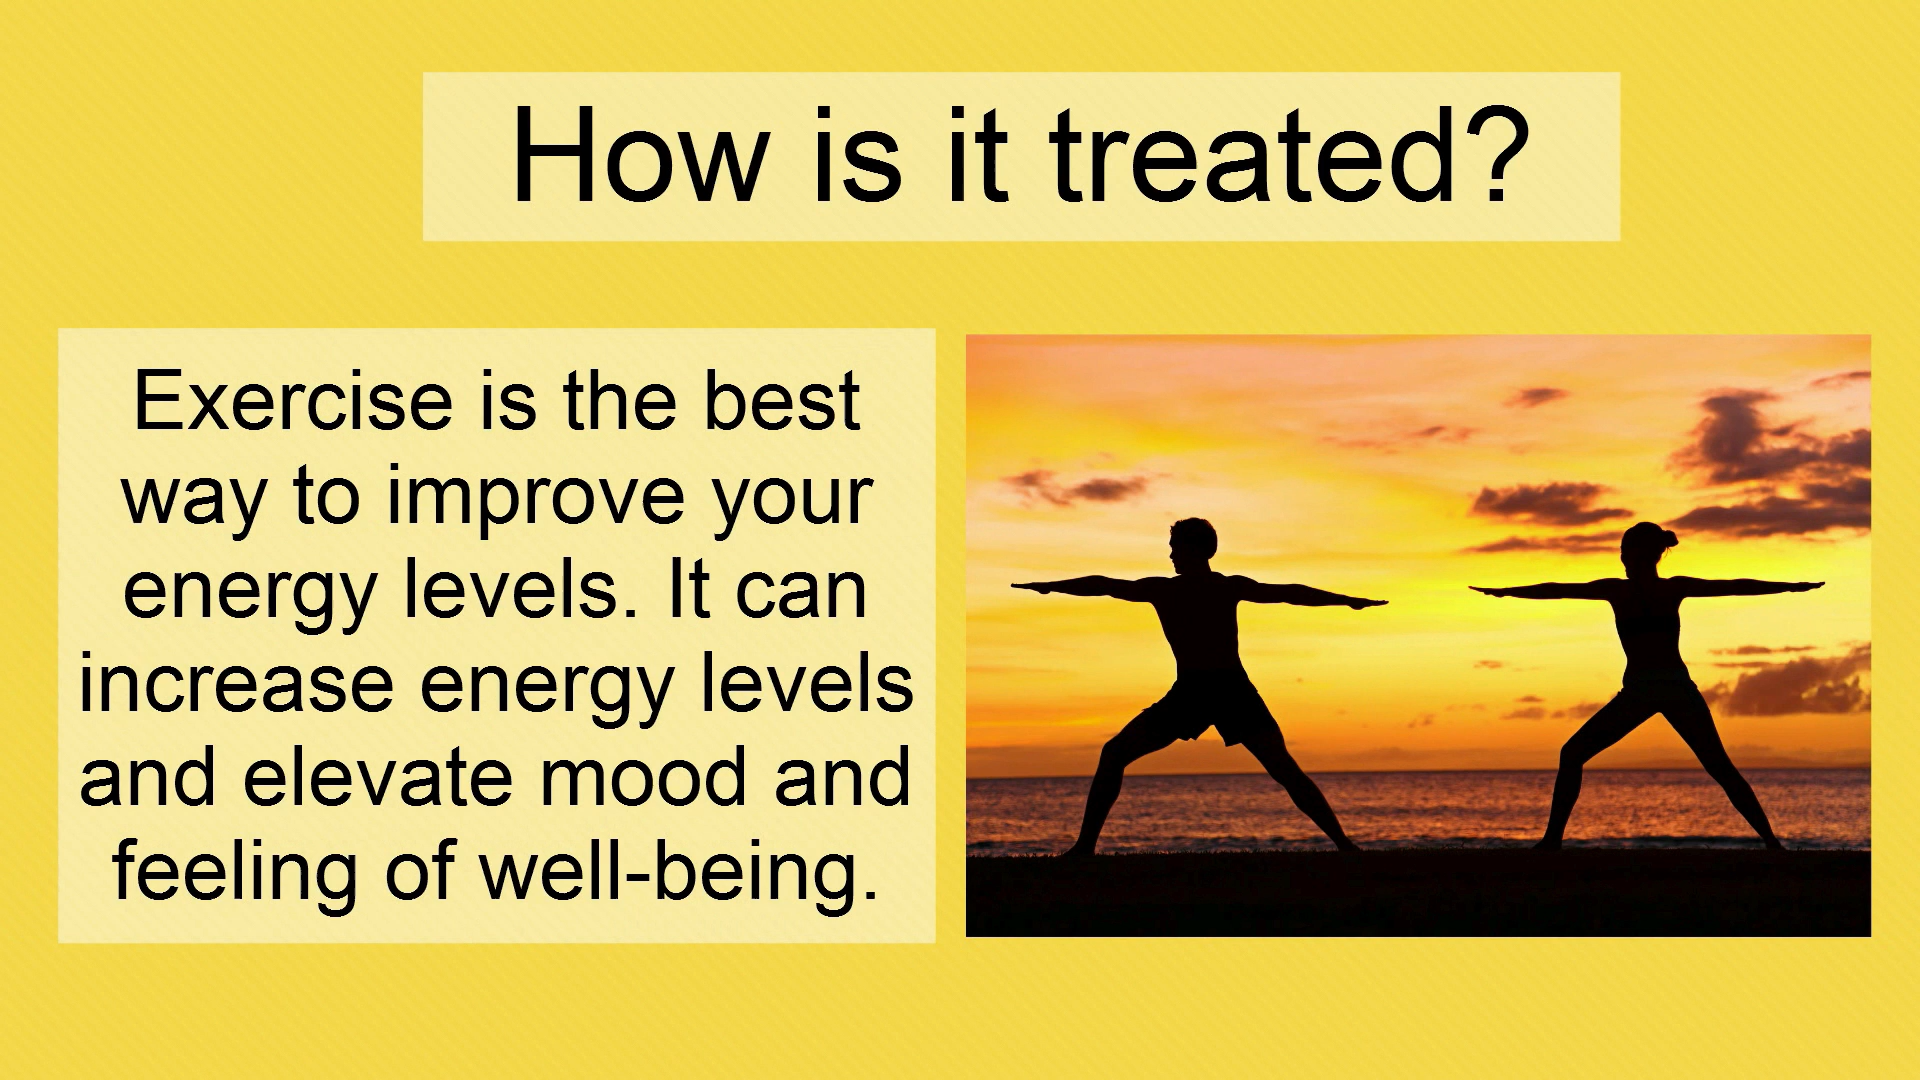 How is it treated?
Exercise is the best
way to improve your
energy levels. It can
increase energy levels
and elevate mood and
feeling of well-being.